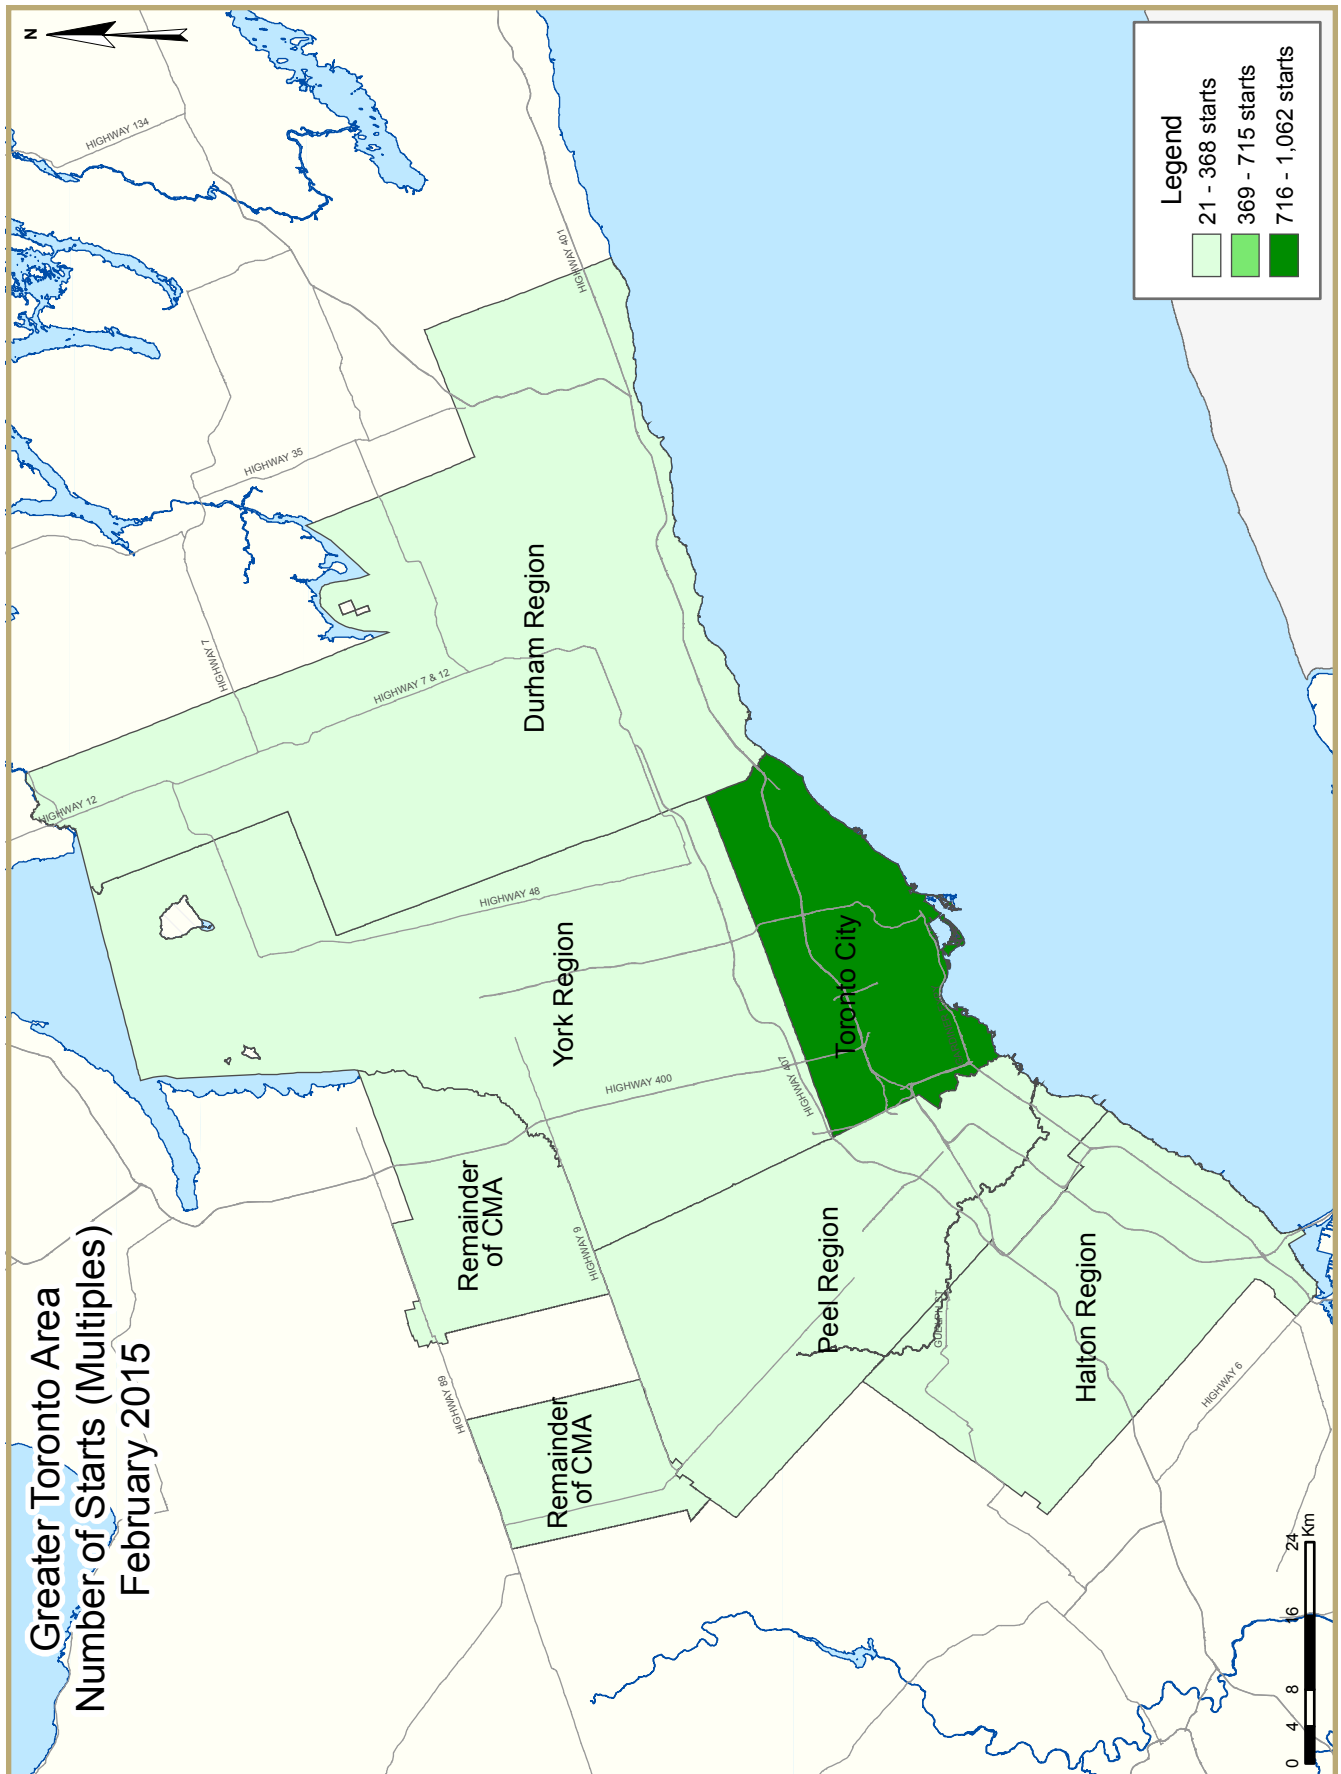 Greater Toronto Area
Number of Starts (Multiples)
February 2015
N
HIGHWAY 12
HIGHWAY 7
HIGHWAY 7 & 12
HIGHWAY 35
HIGHWAY 134
HIGHWAY 401
HIGHWAY 89
Remainder
of CMA
Remainder
of CMA
HIGHWAY 9
HIGHWAY 400
York Region
HIGHWAY 48
Durham Region
HIGHWAY 407
Peel Region
Toronto City
GUELPH ST
Halton Region
HIGHWAY 6
Legend
21 - 368 starts
369 - 715 starts
716 - 1,062 starts
0 4 8 16 24
Km